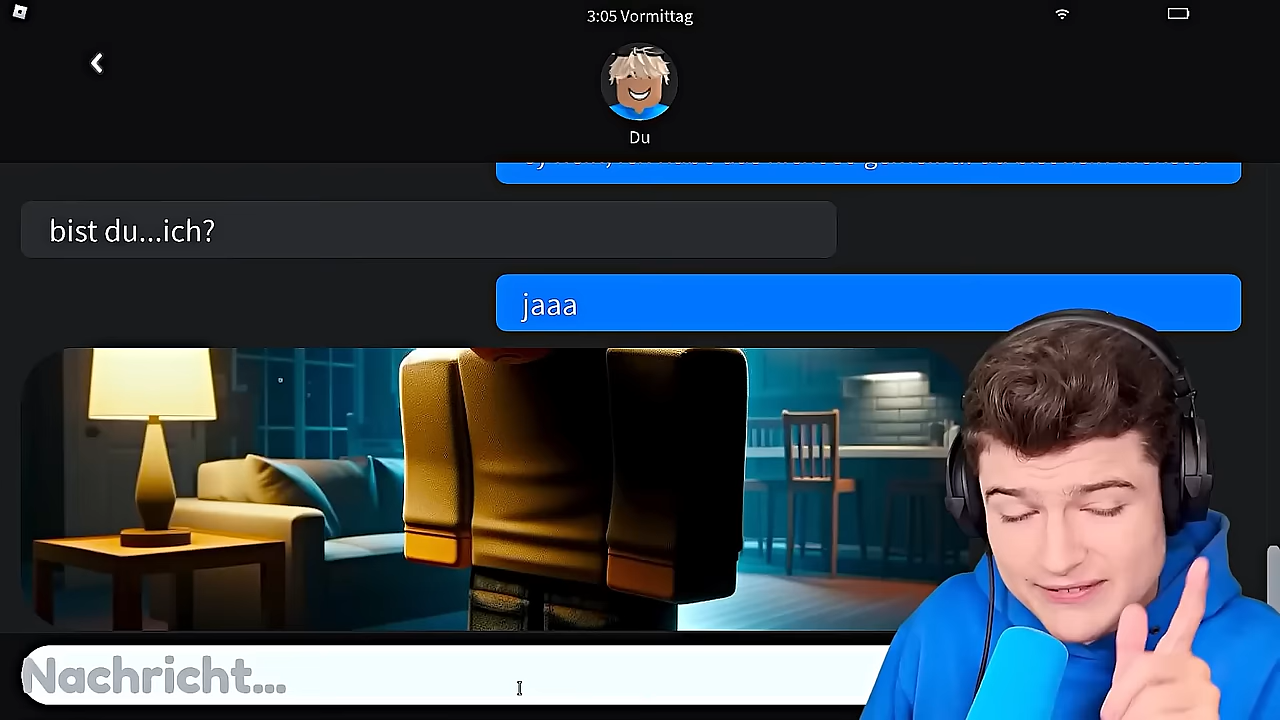 3:05 Vormittag
Du
bist du...ich?
jaaa
Nachricht...